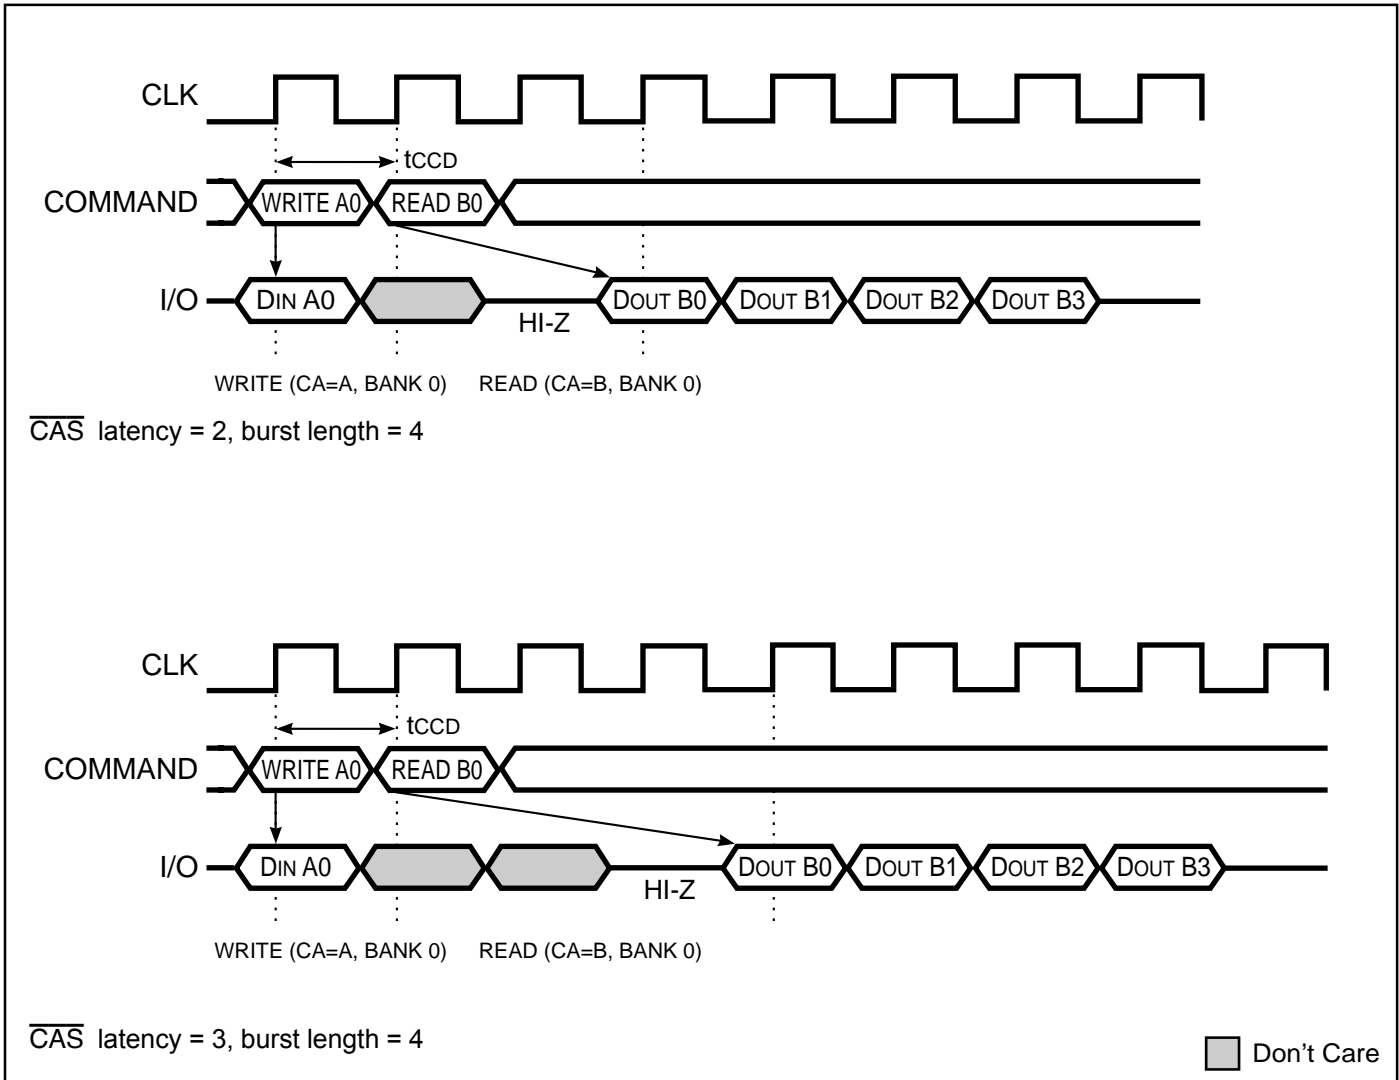 CLK
tCCD
COMMAND WRITE A0 READ B0
I/O DIN A0 DOUT B0 DOUT B1 DOUT B2 DOUT B3
HI-Z
WRITE (CA=A, BANK 0) READ (CA=B, BANK 0)
CAS latency = 2, burst length = 4
CLK
tCCD
COMMAND WRITE A0 READ B0
I/O DIN A0 DOUT B0 DOUT B1 DOUT B2 DOUT B3
HI-Z
WRITE (CA=A, BANK 0) READ (CA=B, BANK 0)
CAS latency = 3, burst length = 4
Don't Care